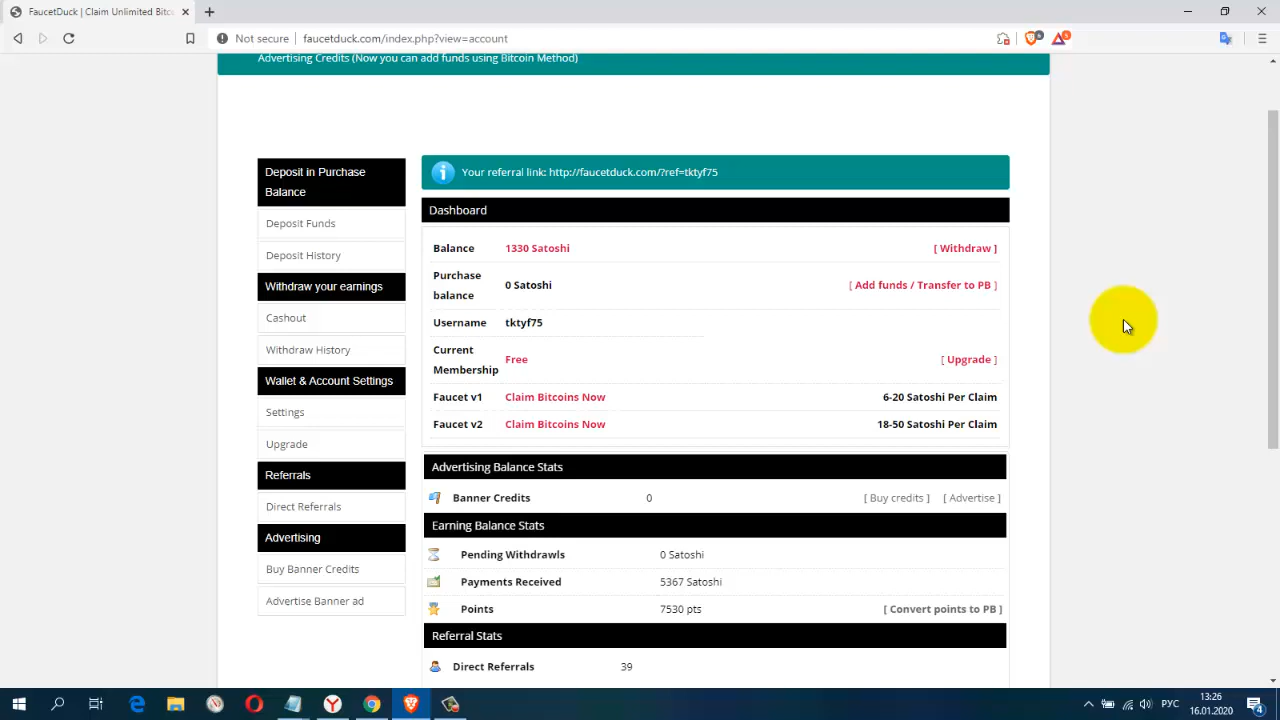 FaucetDuck | Claim Unlimited Bitc
Not secure
faucetduck.com/index.php?view=account
6
5
Advertising Credits (Now you can add funds using Bitcoin Method)
Deposit in Purchase
Balance
Deposit Funds
Deposit History
Withdraw your earnings
Cashout
Withdraw History
Wallet & Account Settings
Settings
Upgrade
Referrals
Direct Referrals
Advertising
Buy Banner Credits
Advertise Banner ad
Your referral link: http://faucetduck.com/?ref=tktyf75
Dashboard
Balance 1330 Satoshi [ Withdraw ]
Purchase
balance 0 Satoshi [ Add funds / Transfer to PB ]
Username tktyf75
Current
Membership Free [ Upgrade ]
Faucet v1 Claim Bitcoins Now 6-20 Satoshi Per Claim
Faucet v2 Claim Bitcoins Now 18-50 Satoshi Per Claim
Advertising Balance Stats
Banner Credits 0 [ Buy credits ] [ Advertise ]
Earning Balance Stats
Pending Withdrawls 0 Satoshi
Payments Received 5367 Satoshi
Points 7530 pts [ Convert points to PB ]
Referral Stats
Direct Referrals 39
РУС
13:26
16.01.2020
4